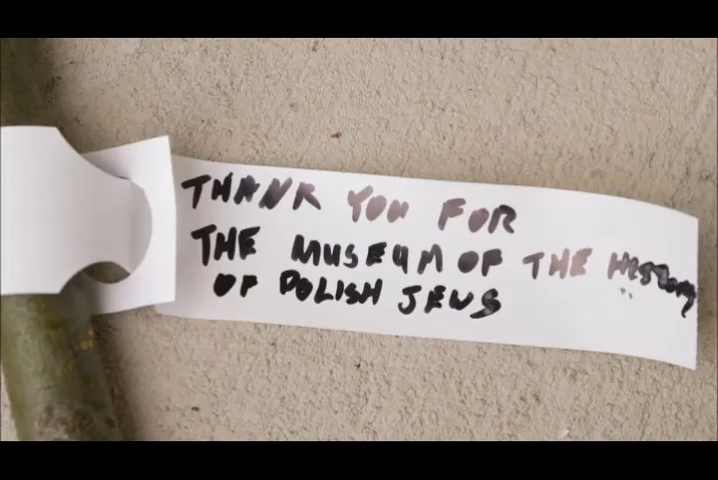 THANK YOU FOR
THE MUSEUM OF THE HISTORY
OF POLISH JEWS